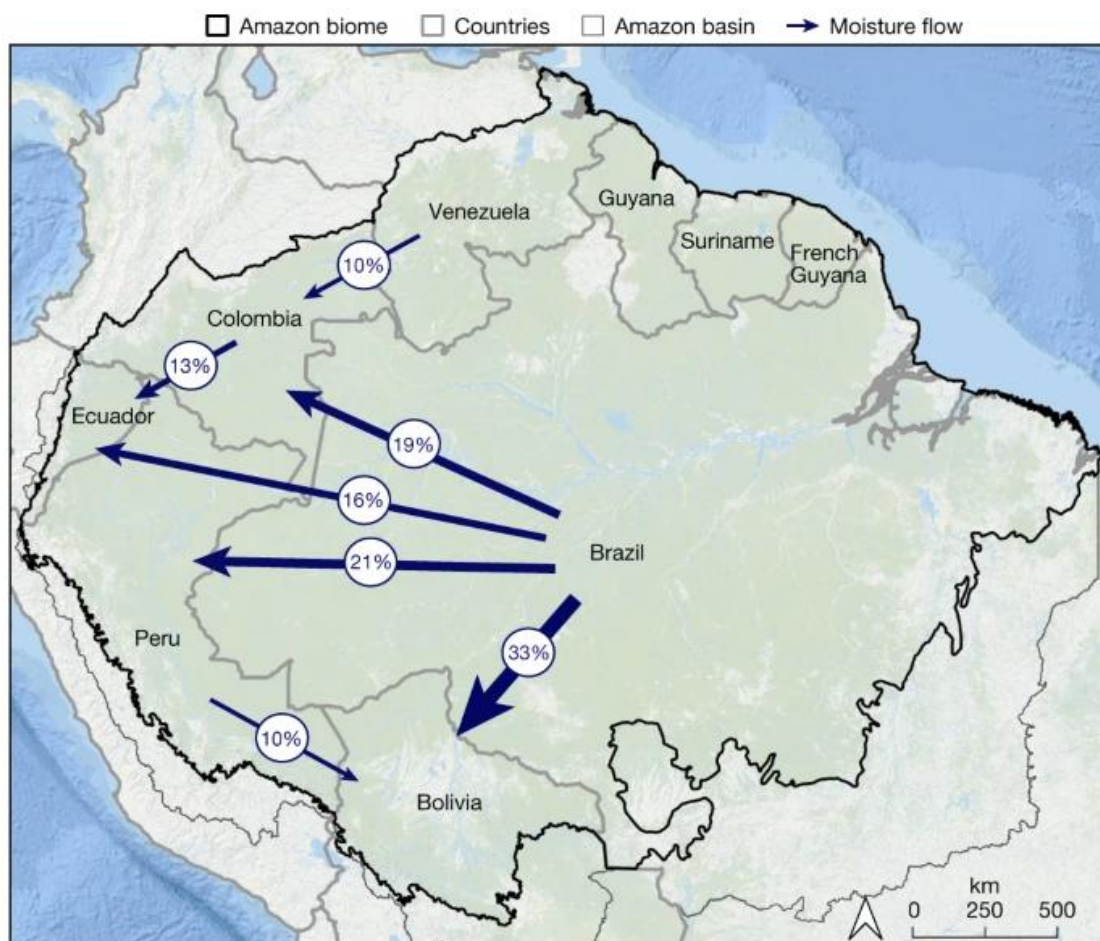 Amazon biome Countries Amazon basin Moisture flow
Venezuela
Guyana
Suriname
French
Guyana
10%
Colombia
13%
Ecuador
19%
16%
Brazil
21%
Peru
33%
10%
Bolivia
km
0 250 500